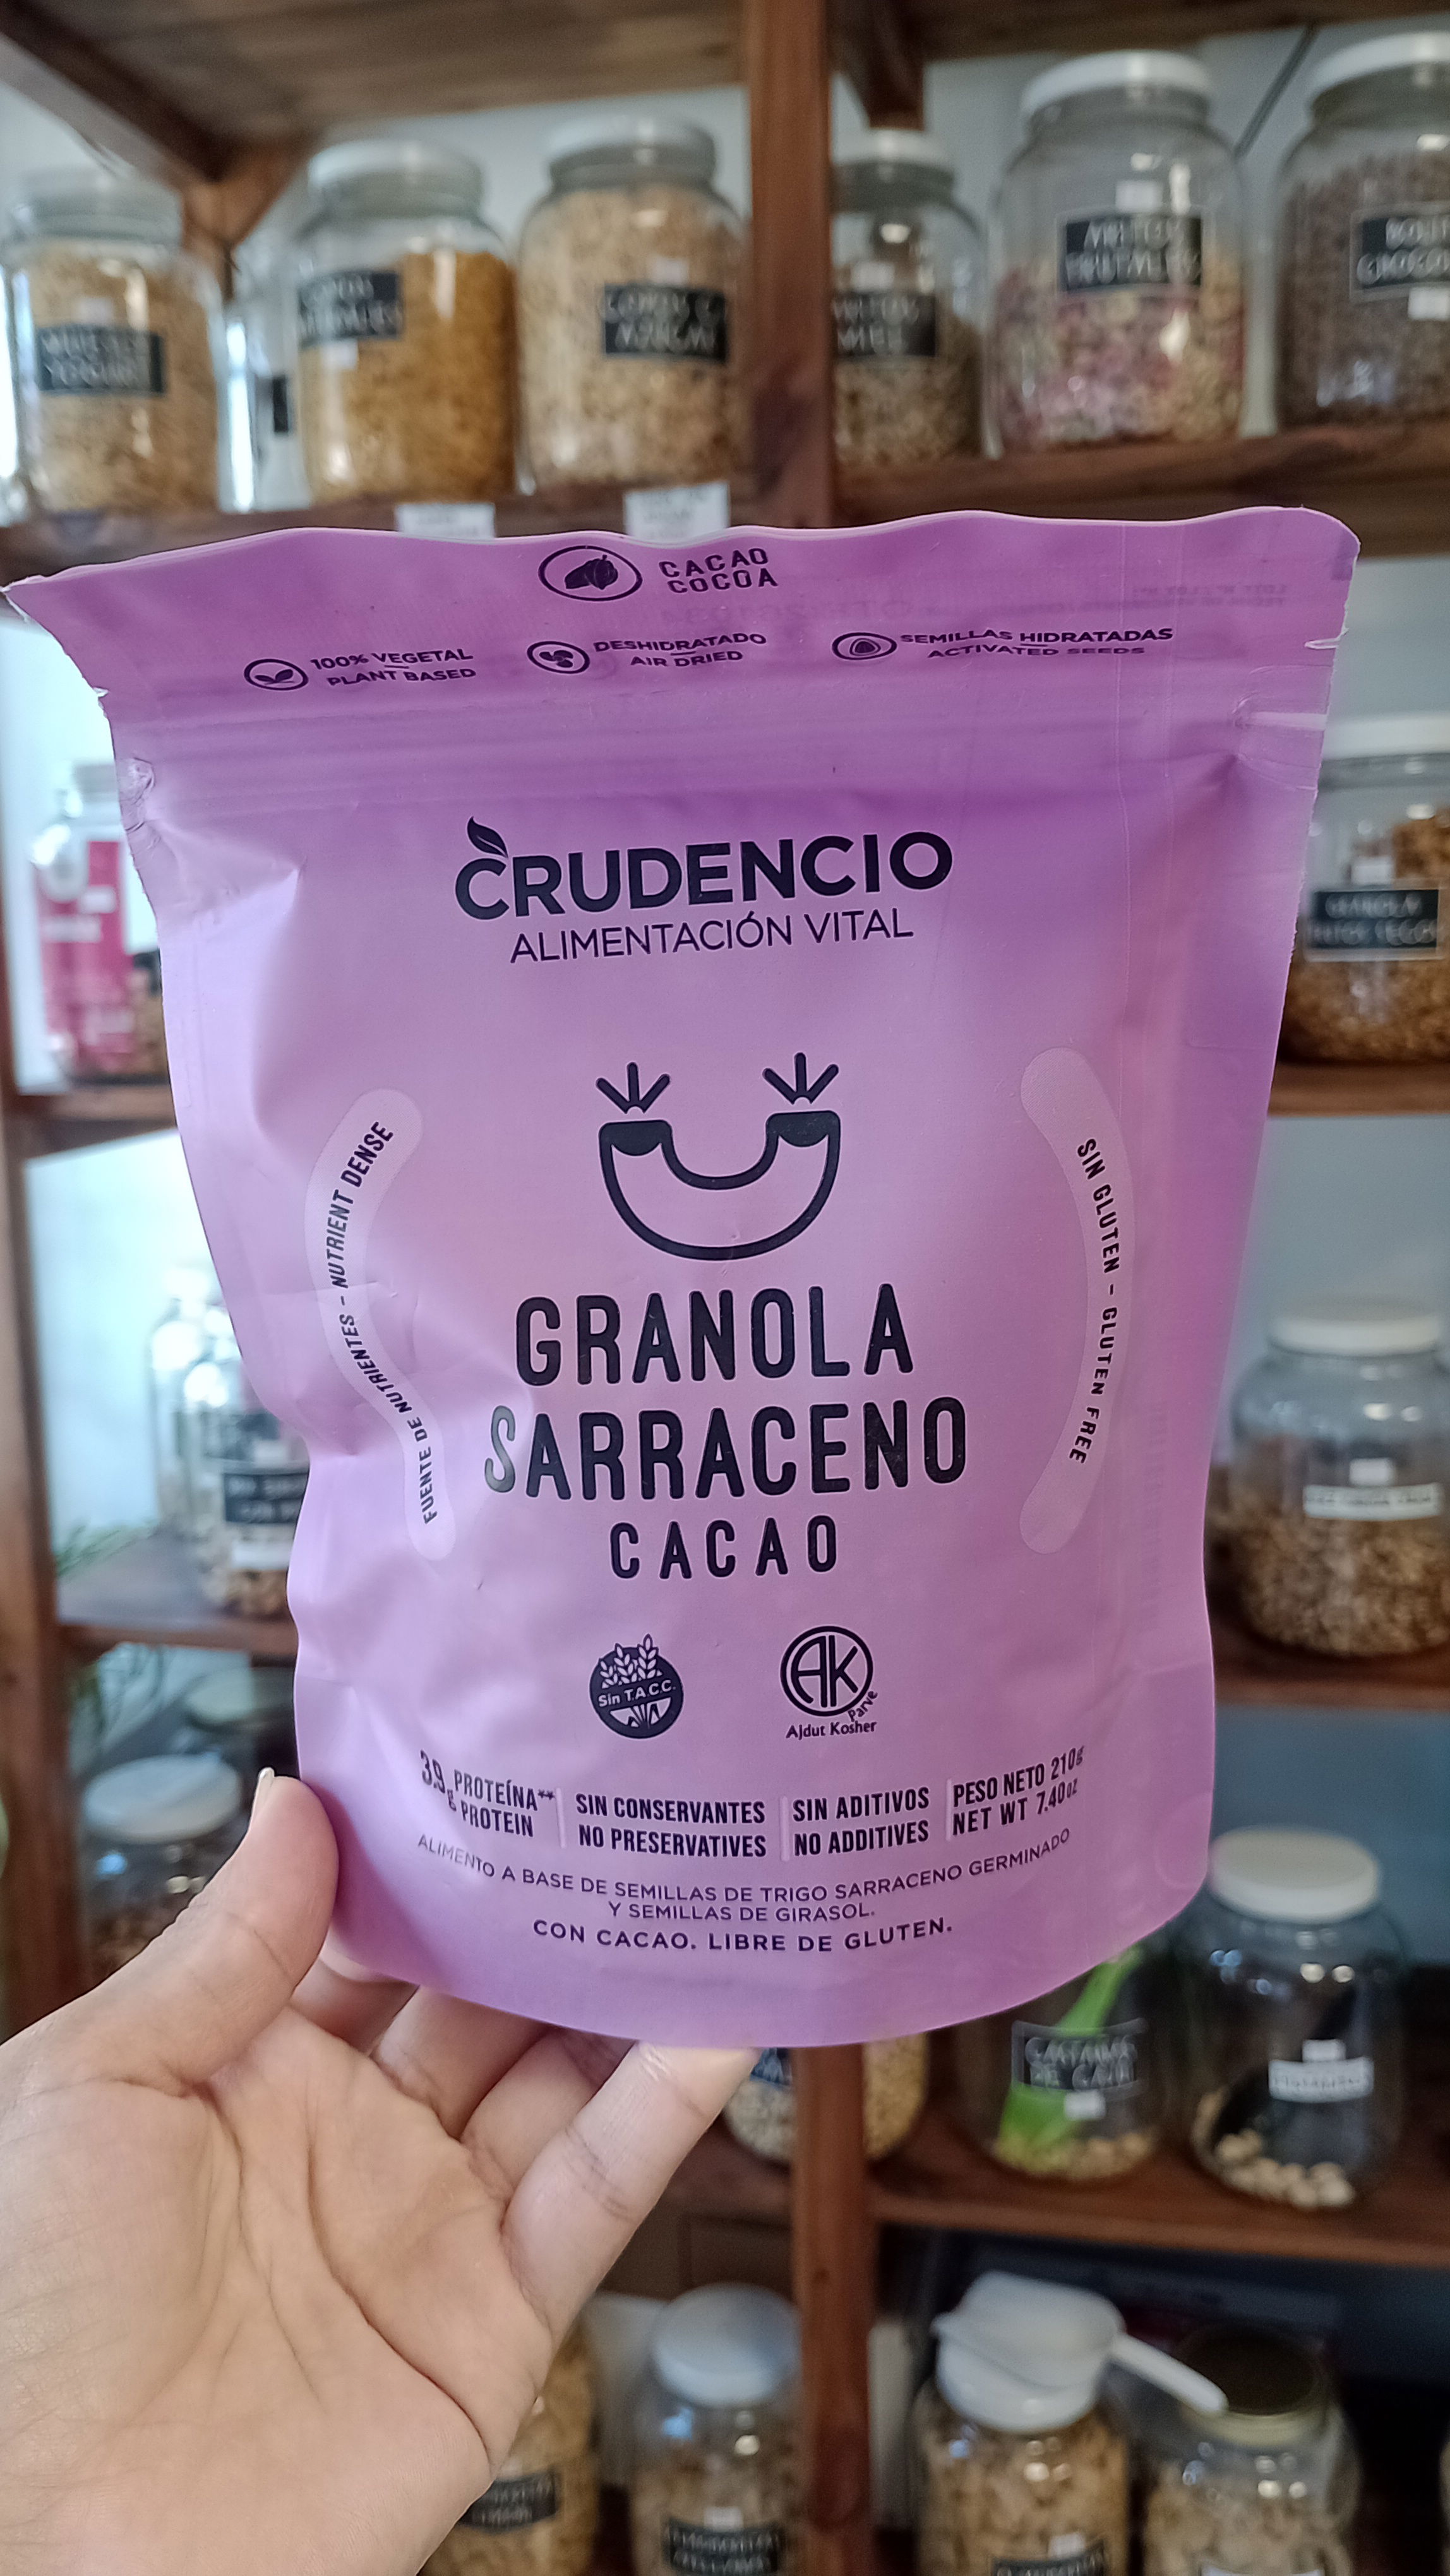 CACAO
COCOA
100% VEGETAL
PLANT BASED
DESHIDRATADO
AIR DRIED
SEMILLAS HIDRATADAS
ACTIVATED SEEDS
CRUDENCIO
ALIMENTACIÓN VITAL
FUENTE DE NUTRIENTES - NUTRIENT DENSE
SIN GLUTEN - GLUTEN FREE
GRANOLA
SARRACENO
CACAO
Sin T.A.C.C.
AK
Parve
Ajdut Kosher
3.9g PROTEÍNA**
PROTEIN
SIN CONSERVANTES
NO PRESERVATIVES
SIN ADITIVOS
NO ADDITIVES
PESO NETO 210g
NET WT 7.40oz
ALIMENTO A BASE DE SEMILLAS DE TRIGO SARRACENO GERMINADO
Y SEMILLAS DE GIRASOL.
CON CACAO. LIBRE DE GLUTEN.